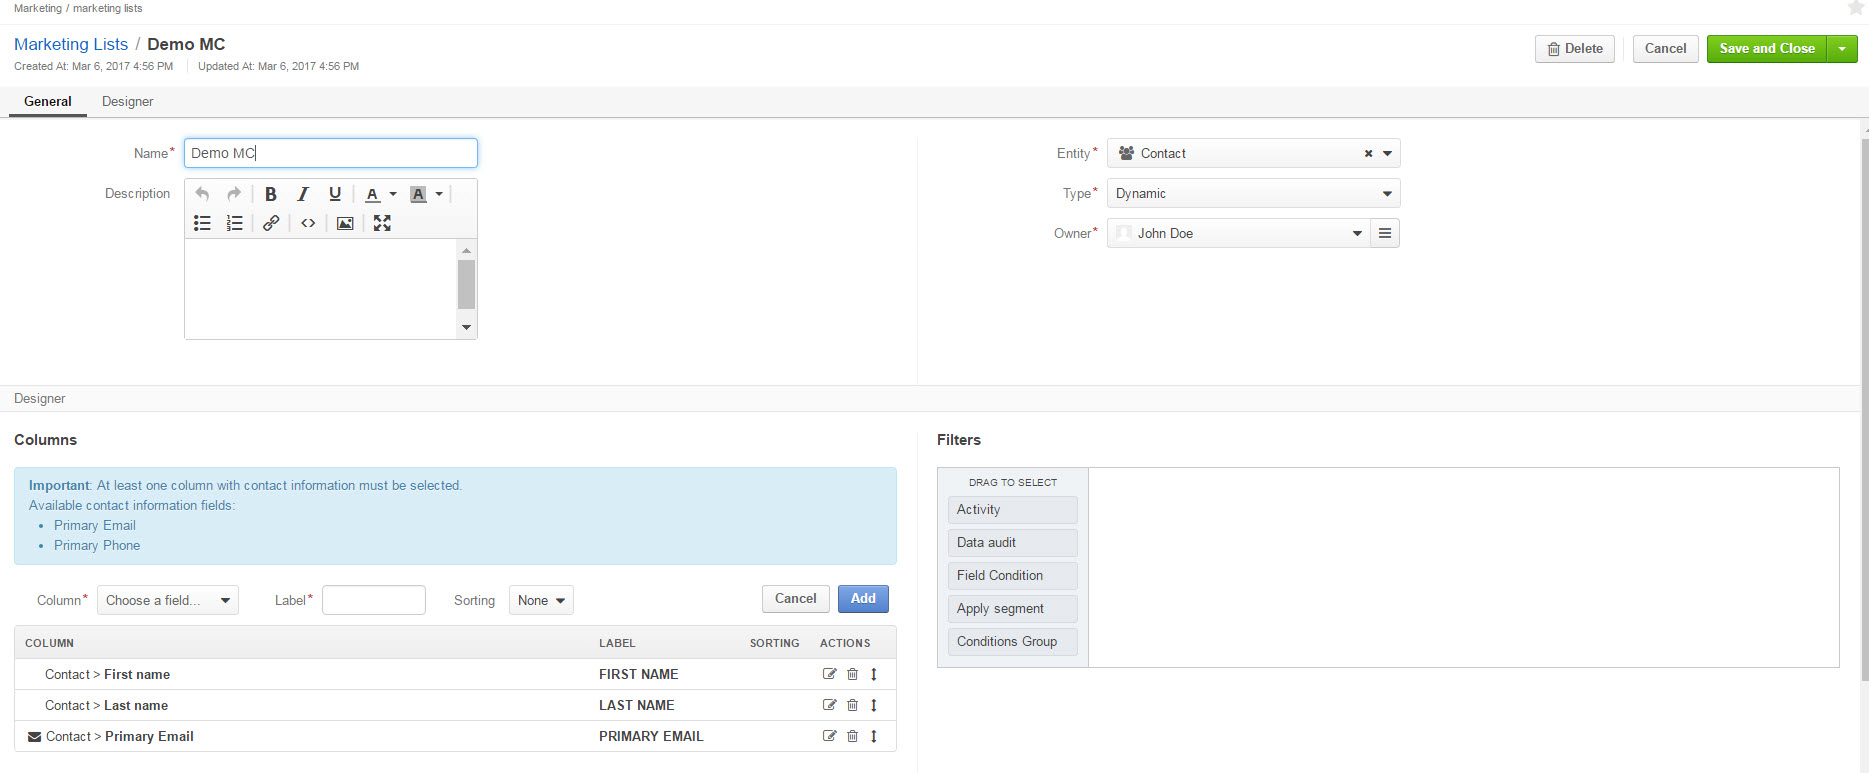 Marketing / marketing lists
Marketing Lists / Demo MC
Delete Cancel Save and Close
Created At: Mar 6, 2017 4:56 PM Updated At: Mar 6, 2017 4:56 PM
General Designer
Name* Demo MC
Description
B I U A A
Entity* Contact
Type* Dynamic
Owner* John Doe
Designer
Columns
Important: At least one column with contact information must be selected.
Available contact information fields:
• Primary Email
• Primary Phone
Column* Choose a field... Label* Sorting None Cancel Add
COLUMN LABEL SORTING ACTIONS
Contact > First name FIRST NAME
Contact > Last name LAST NAME
Contact > Primary Email PRIMARY EMAIL
Filters
DRAG TO SELECT
Activity
Data audit
Field Condition
Apply segment
Conditions Group